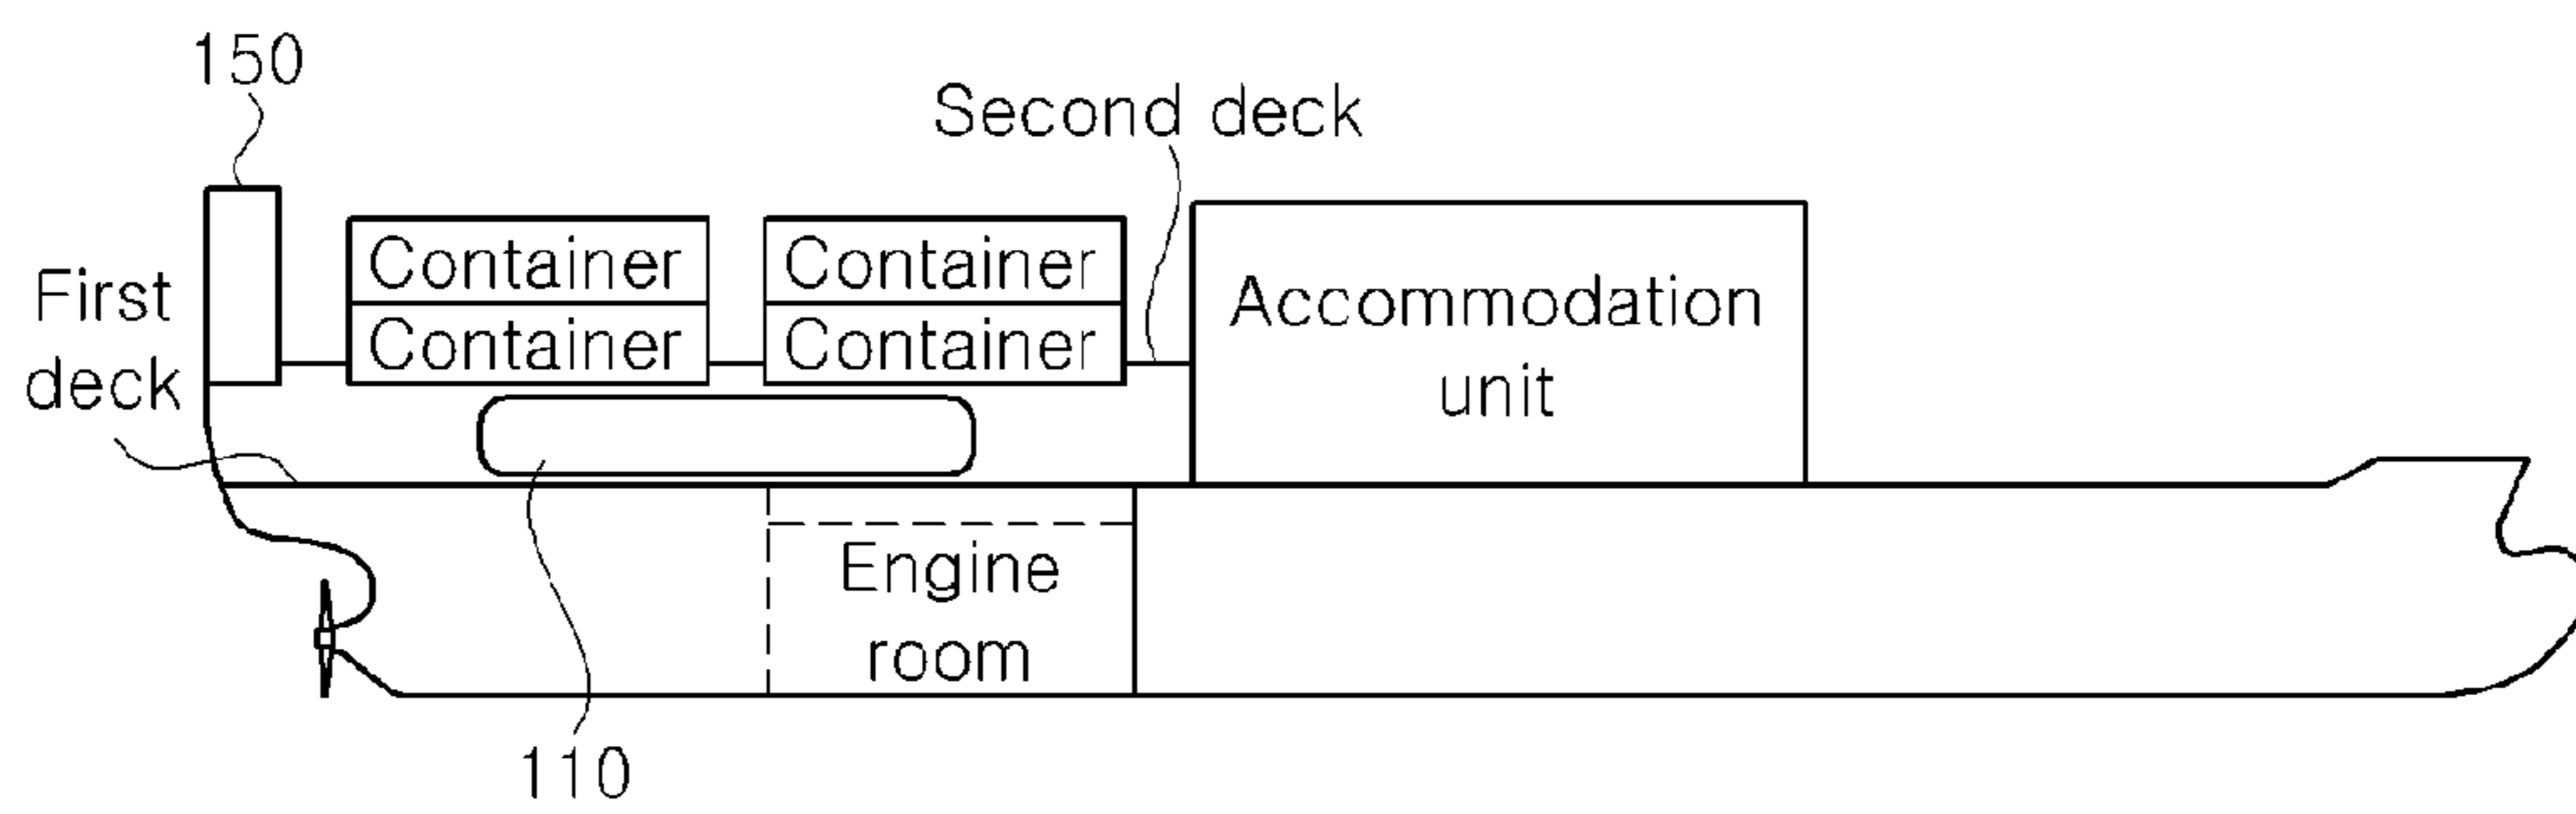 150
Second deck
Container
Container
Container
Container
First
deck
Accommodation
unit
Engine
room
110